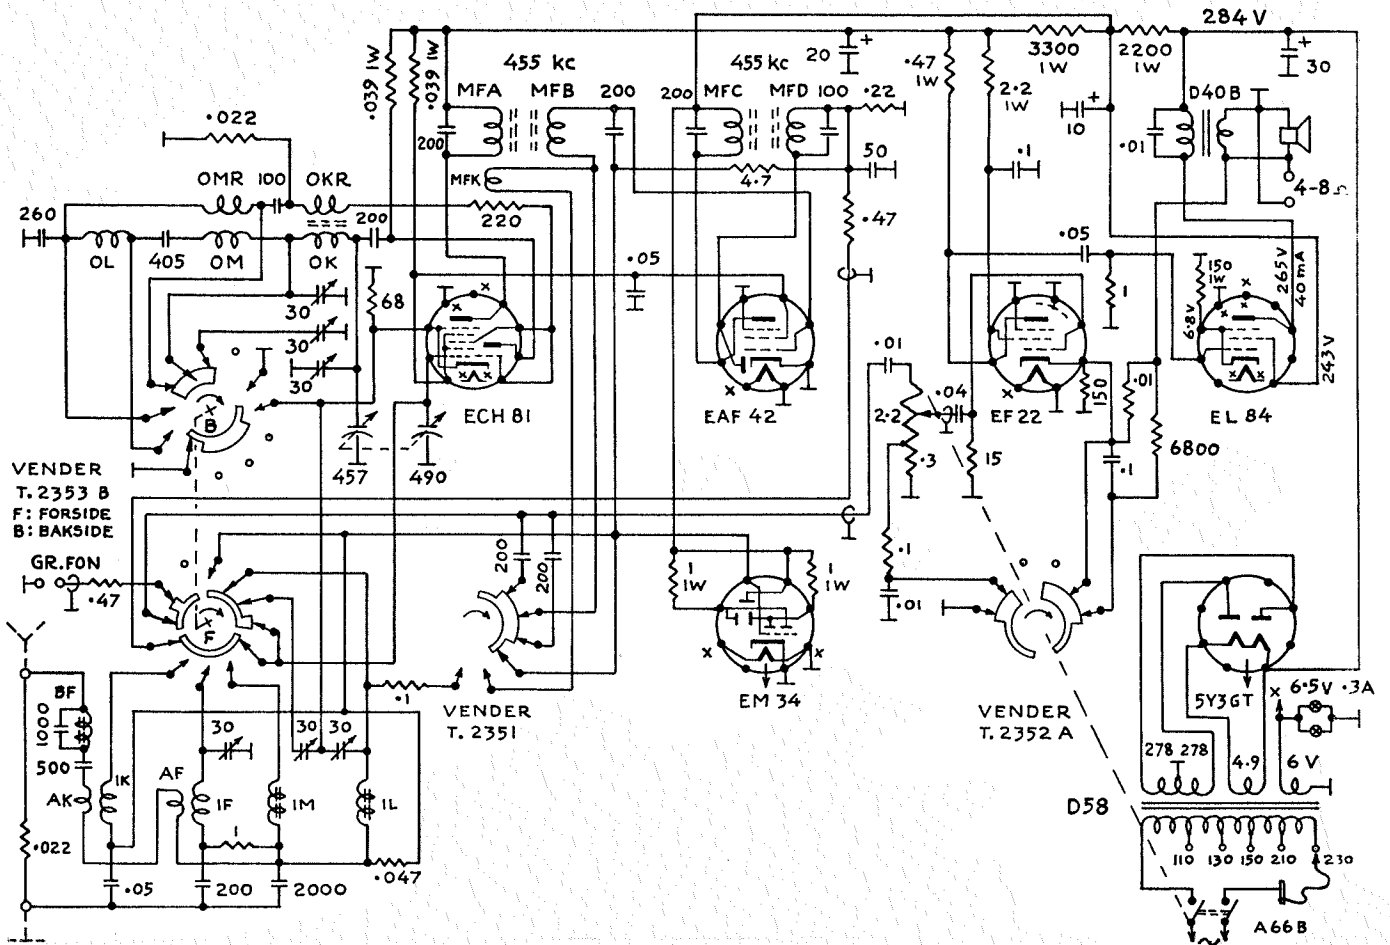 284 V
.039 1W
.039 1W
455 kc
455 kc
20
+
.47
1W
2.2
1W
3300
1W
2200
1W
+
30
MFA
MFB
200
200
MFC
MFD
100
.22
D40B
.022
200
10
+
.01
.1
MFK
4.7
50
4-8
OMR
100
OKR
260
200
220
.47
OL
405
OM
OK
.05
.05
68
30
30
30
1
150
1W
6.8V
265V
40mA
243V
x
x
x
x
ECH 81
EAF 42
x
EF 22
x
150
EL 84
x
x
x x
.01
.04
2.2
.3
15
.01
.1
6800
B
457
490
VENDER
T. 2353 B
F: FORSIDE
B: BAKSIDE
GR.FON
.47
F
200
200
1
1W
1
1W
.1
.01
x
x
EM 34
5Y3GT
x
6.5V .3A
BF
1000
500
AK
1K
AF
1F
1M
1L
30
30
30
.1
VENDER
T. 2351
VENDER
T. 2352 A
278 278
4.9
6V
D58
110
130
150
210
230
.022
.05
200
1
2000
.047
A66B